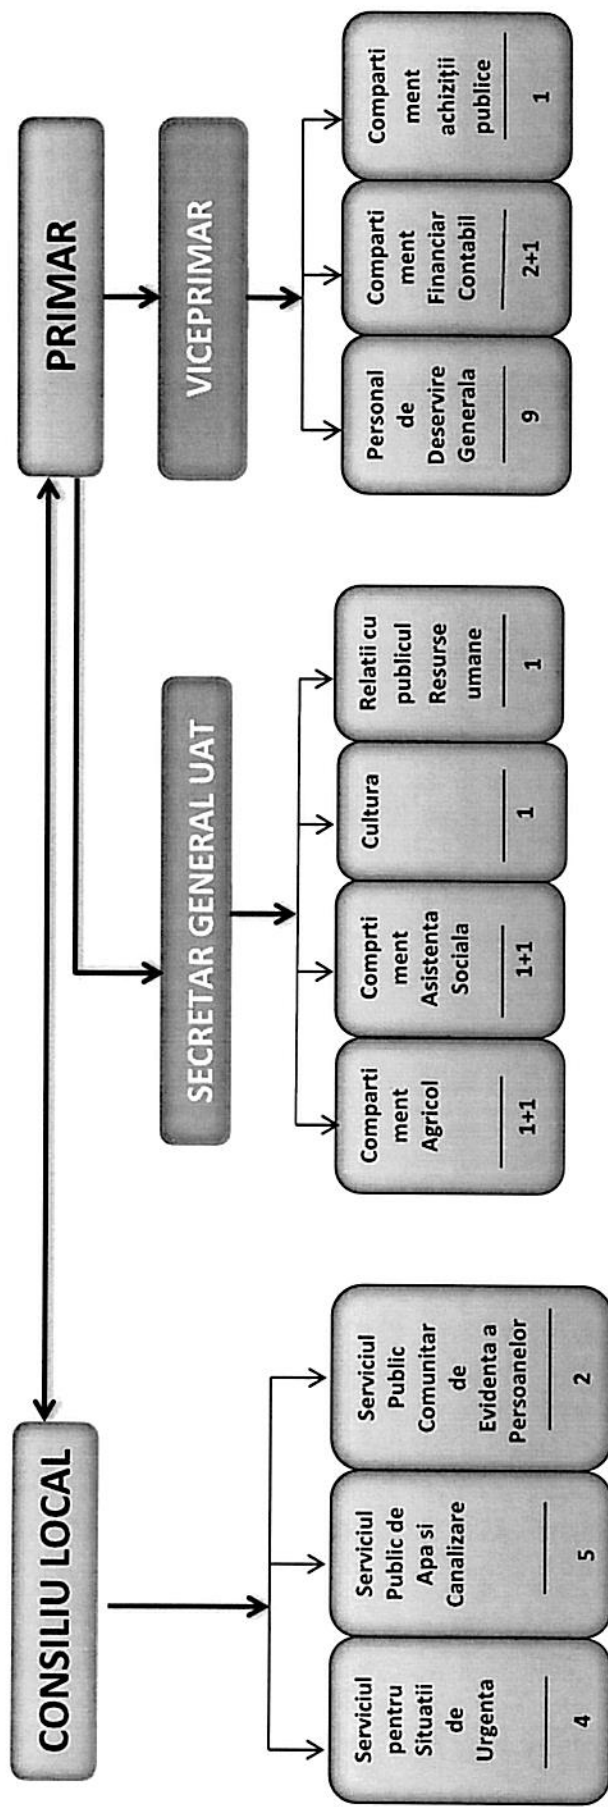 CONSILIU LOCAL
PRIMAR
SECRETAR GENERAL UAT
VICEPRIMAR
Serviciul
pentru
Situatii
de
Urgenta
4
Serviciul
Public de
Apa si
Canalizare
5
Serviciul
Public
Comunitar
de
Evidenta a
Persoanelor
2
Comparti
ment
Agricol
1+1
Comprti
ment
Asistenta
Sociala
1+1
Cultura
1
Relatii cu
publicul
Resurse
umane
1
Personal
de
Deservire
Generala
9
Comparti
ment
Financiar
Contabil
2+1
Comparti
ment
achiziții
publice
1